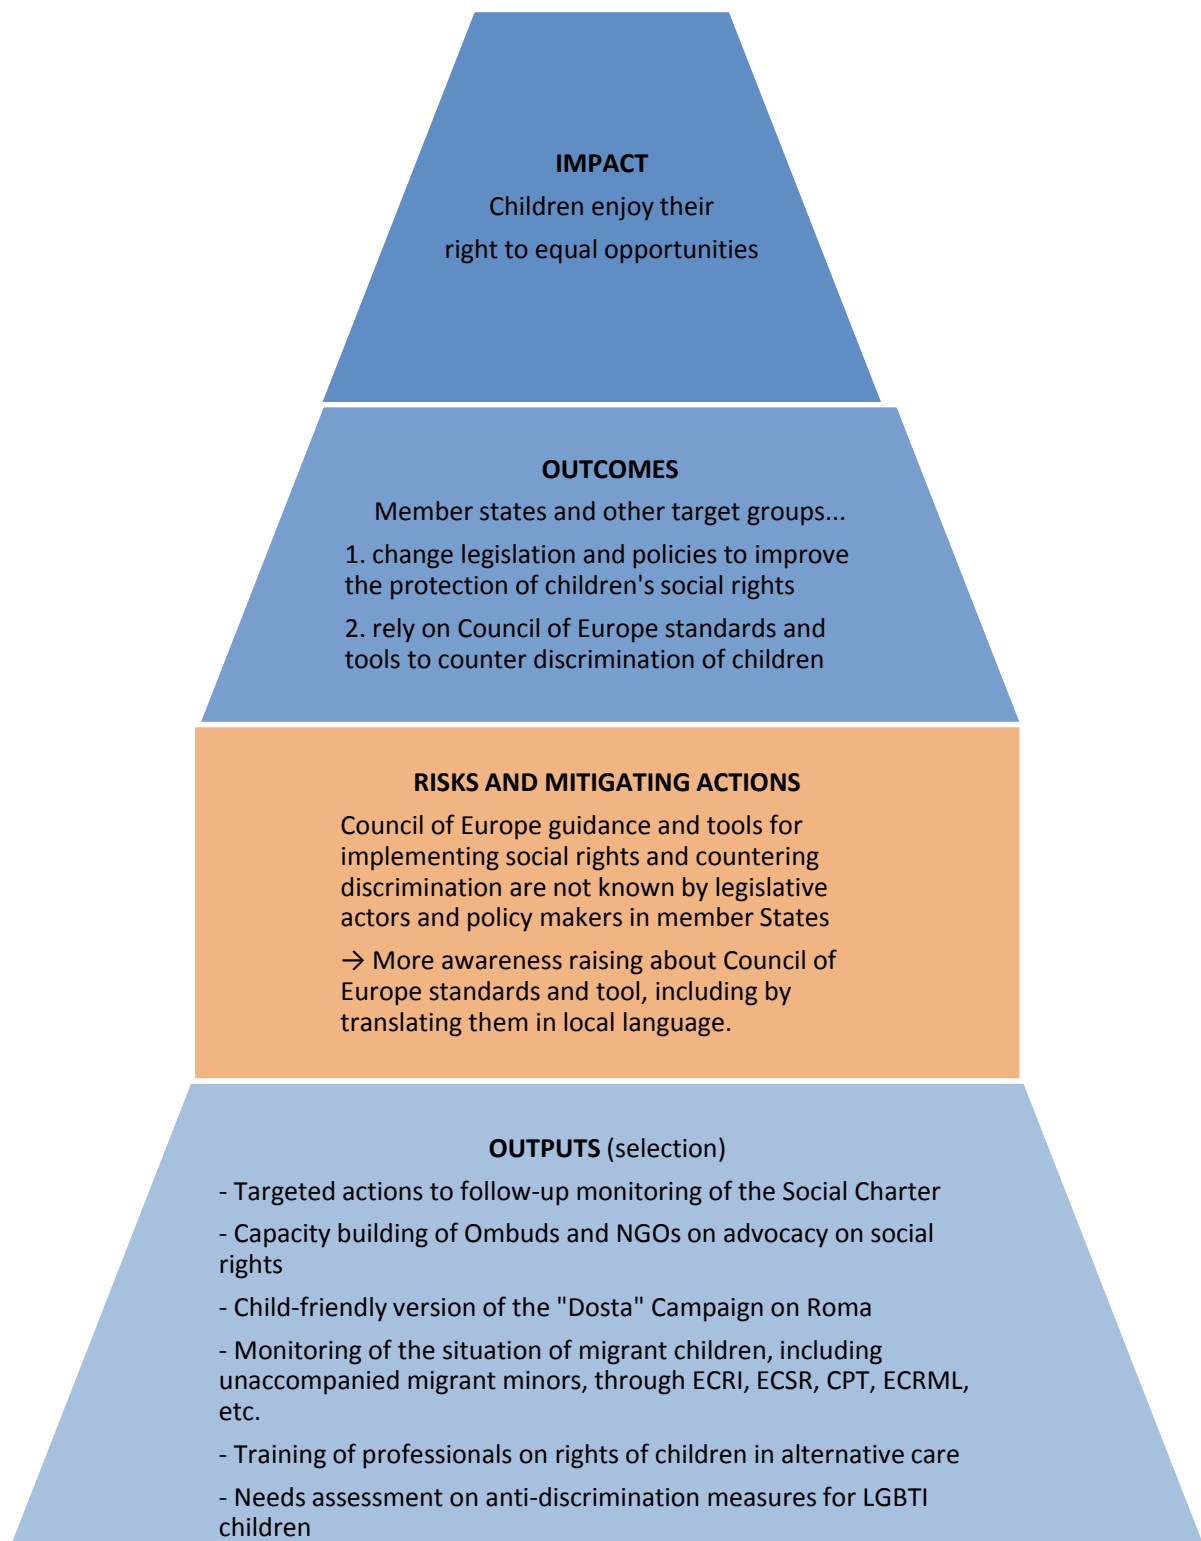 IMPACT
Children enjoy their
right to equal opportunities
OUTCOMES
Member states and other target groups...
1. change legislation and policies to improve
the protection of children's social rights
2. rely on Council of Europe standards and
tools to counter discrimination of children
RISKS AND MITIGATING ACTIONS
Council of Europe guidance and tools for
implementing social rights and countering
discrimination are not known by legislative
actors and policy makers in member States
→ More awareness raising about Council of
Europe standards and tool, including by
translating them in local language.
OUTPUTS (selection)
- Targeted actions to follow-up monitoring of the Social Charter
- Capacity building of Ombuds and NGOs on advocacy on social
rights
- Child-friendly version of the "Dosta" Campaign on Roma
- Monitoring of the situation of migrant children, including
unaccompanied migrant minors, through ECRI, ECSR, CPT, ECRML,
etc.
- Training of professionals on rights of children in alternative care
- Needs assessment on anti-discrimination measures for LGBTI
children